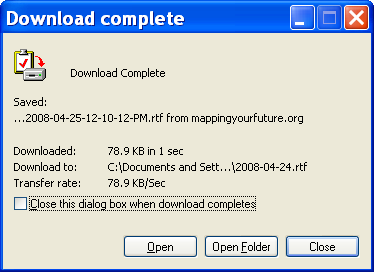 Download complete
Download Complete
Saved:
...2008-04-25-12-10-12-PM.rtf from mappingyourfuture.org
Downloaded: 78.9 KB in 1 sec
Download to: C:\Documents and Sett...\2008-04-24.rtf
Transfer rate: 78.9 KB/Sec
Close this dialog box when download completes
Open Open Folder Close